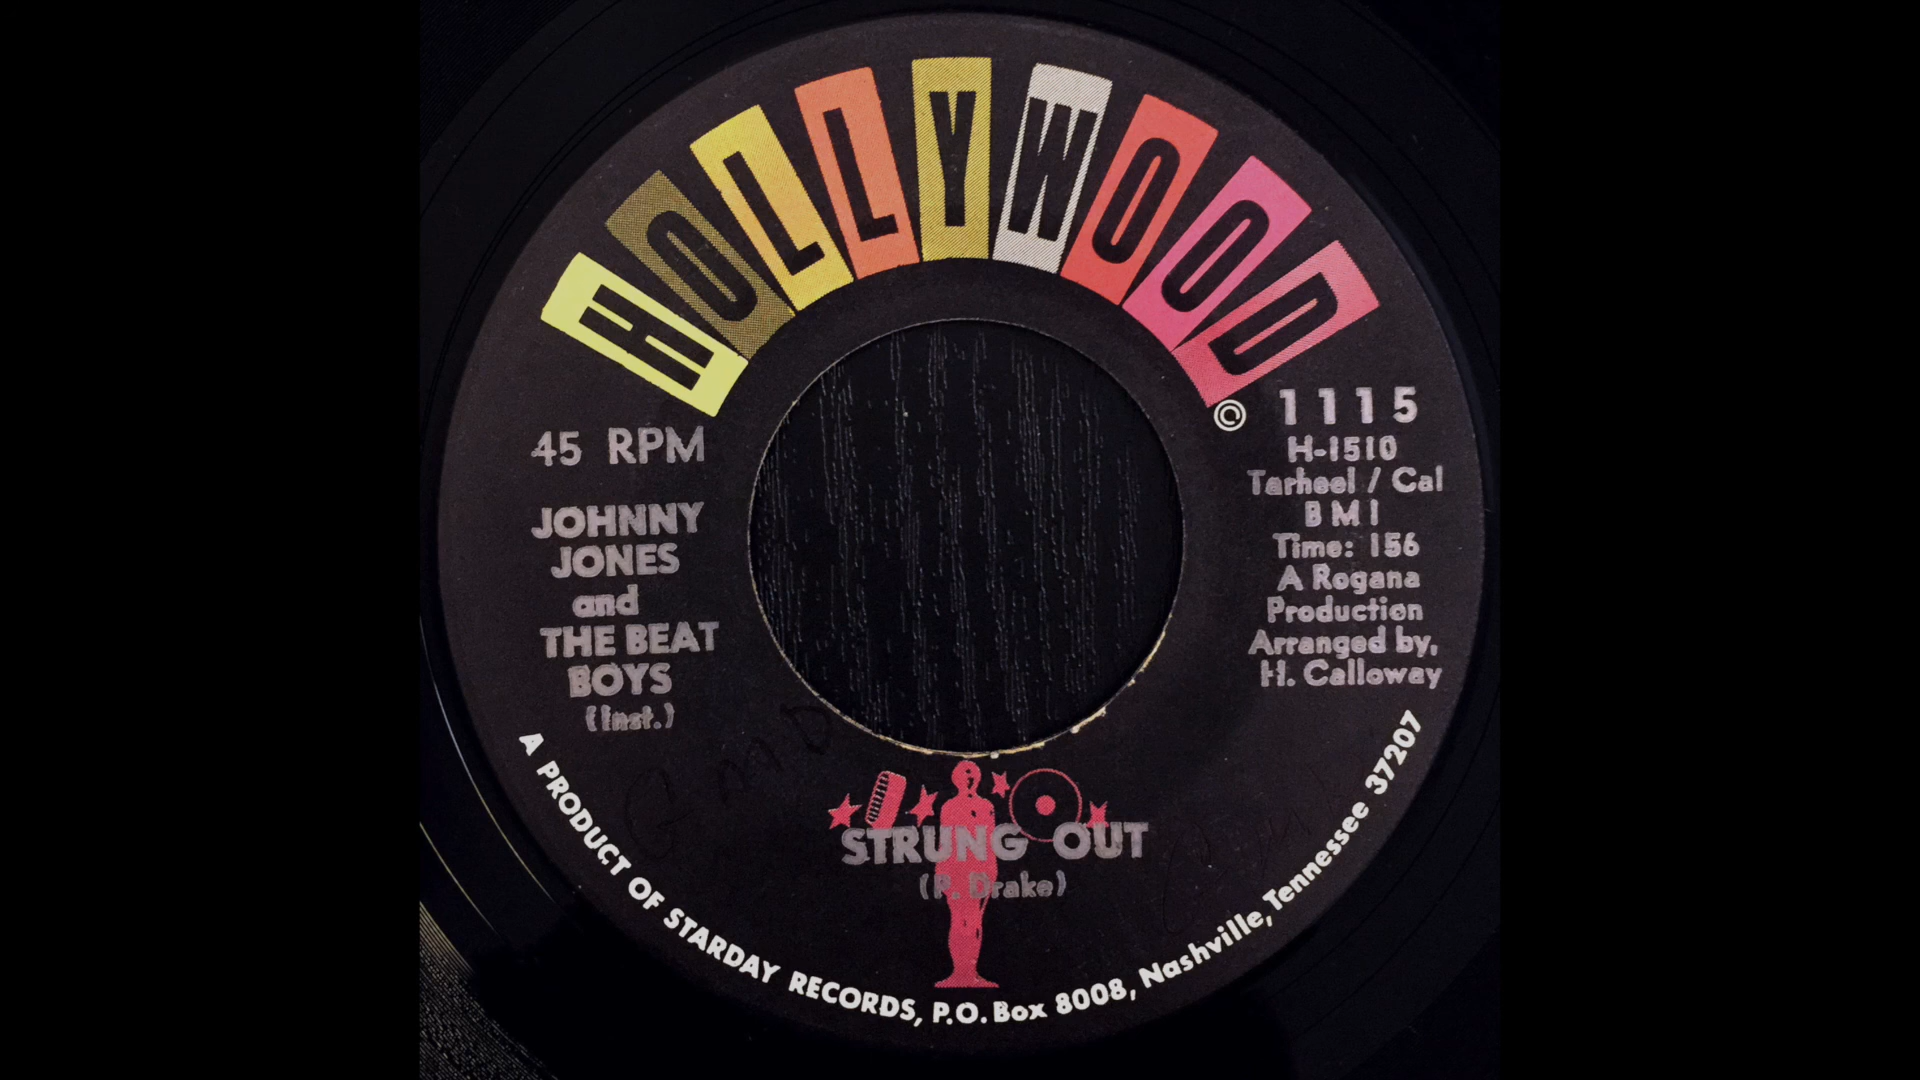 HOLLYWOOD
©
45 RPM
JOHNNY
JONES
and
THE BEAT
BOYS
(Inst.)
1115
H-1510
Tarheel / Cal
BMI
Time: 156
A Rogana
Production
Arranged by,
H. Calloway
STRUNG OUT
(P. Drake)
A PRODUCT OF STARDAY RECORDS, P.O. Box 8008, Nashville, Tennessee 37207